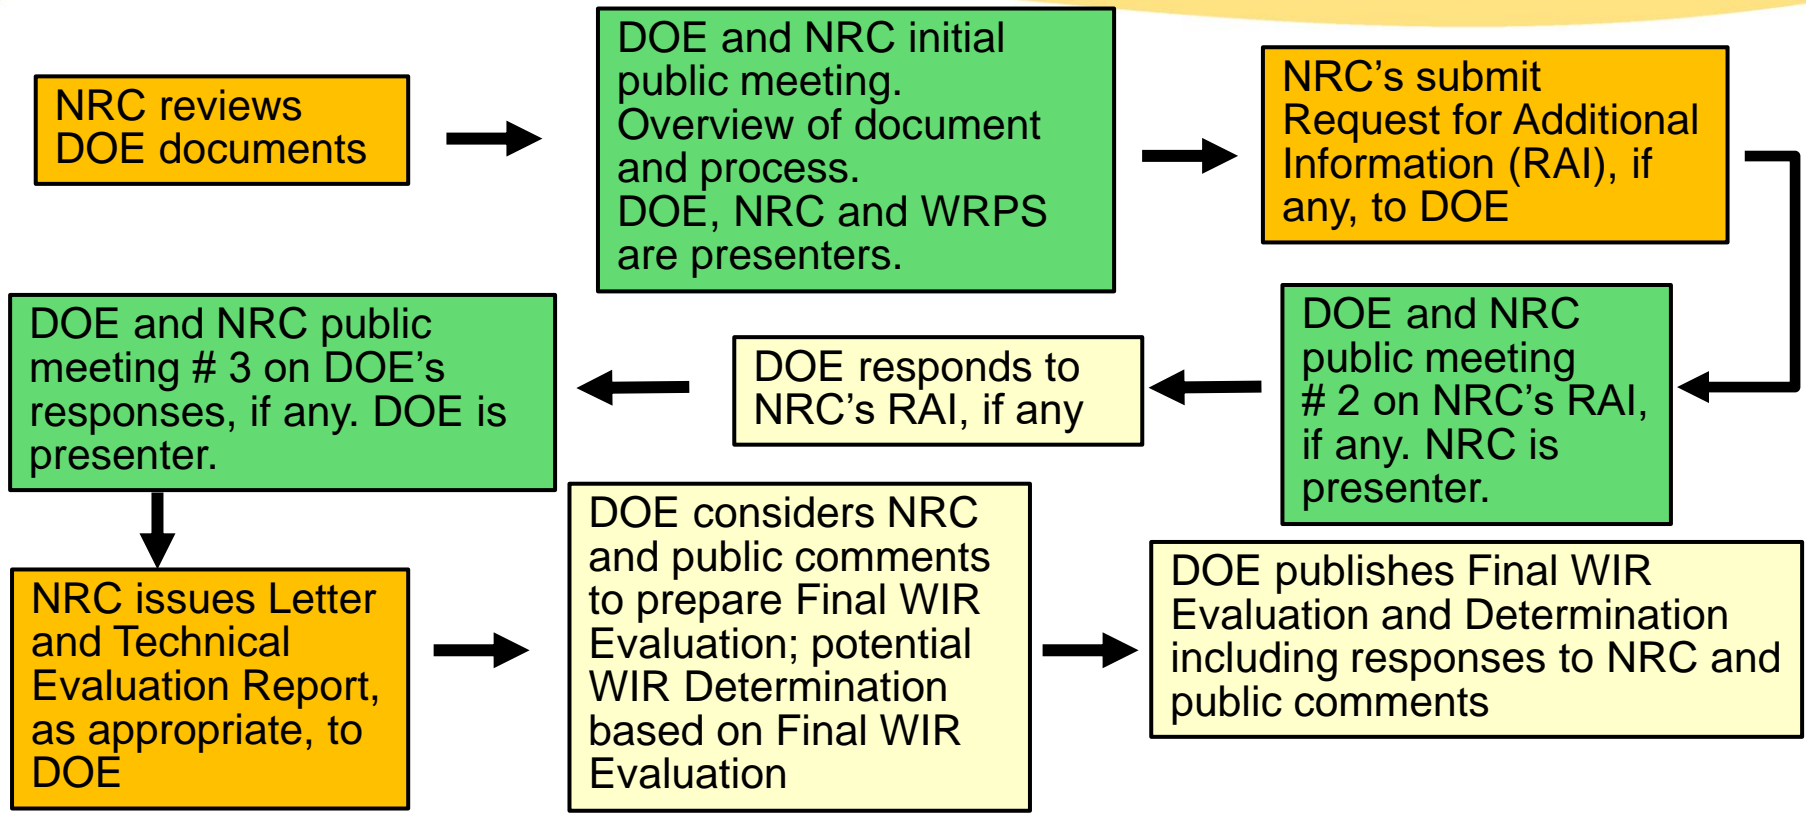 NRC reviews
DOE documents
DOE and NRC initial
public meeting.
Overview of document
and process.
DOE, NRC and WRPS
are presenters.
NRC’s submit
Request for Additional
Information (RAI), if
any, to DOE
DOE and NRC
public meeting
# 2 on NRC’s RAI,
if any. NRC is
presenter.
DOE responds to
NRC’s RAI, if any
DOE and NRC public
meeting # 3 on DOE’s
responses, if any. DOE is
presenter.
NRC issues Letter
and Technical
Evaluation Report,
as appropriate, to
DOE
DOE considers NRC
and public comments
to prepare Final WIR
Evaluation; potential
WIR Determination
based on Final WIR
Evaluation
DOE publishes Final WIR
Evaluation and Determination
including responses to NRC and
public comments